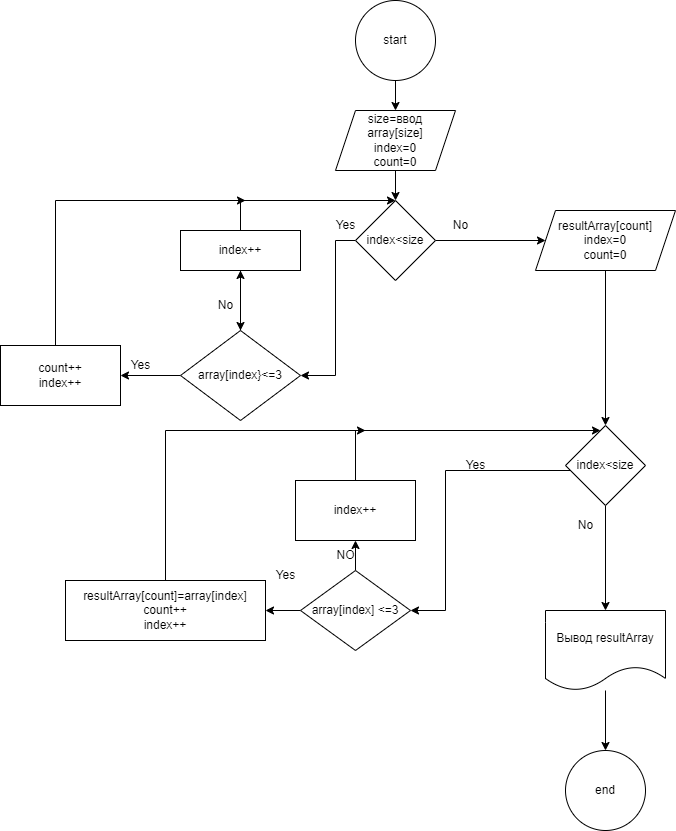 start
size=ввод
array[size]
index=0
count=0
Yes
index<size
No
resultArray[count]
index=0
count=0
index++
No
array[index}<=3
Yes
count++
index++
index<size
Yes
No
index++
NO
array[index] <=3
Yes
resultArray[count]=array[index]
count++
index++
Вывод resultArray
end